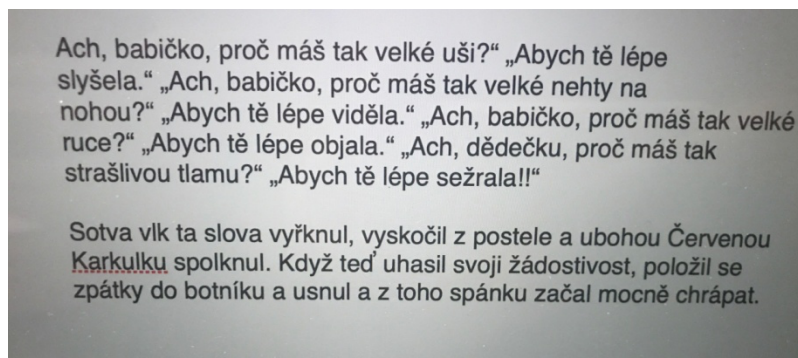 Ach, babičko, proč máš tak velké uši?“ „Abych tě lépe
slyšela.“ „Ach, babičko, proč máš tak velké nehty na
nohou?“ „Abych tě lépe viděla.“ „Ach, babičko, proč máš tak velké
ruce?“ „Abych tě lépe objala.“ „Ach, dědečku, proč máš tak
strašlivou tlamu?“ „Abych tě lépe sežrala!!“
Sotva vlk ta slova vyřknul, vyskočil z postele a ubohou Červenou
Karkulku spolknul. Když teď uhasil svoji žádostivost, položil se
zpátky do botníku a usnul a z toho spánku začal mocně chrápat.